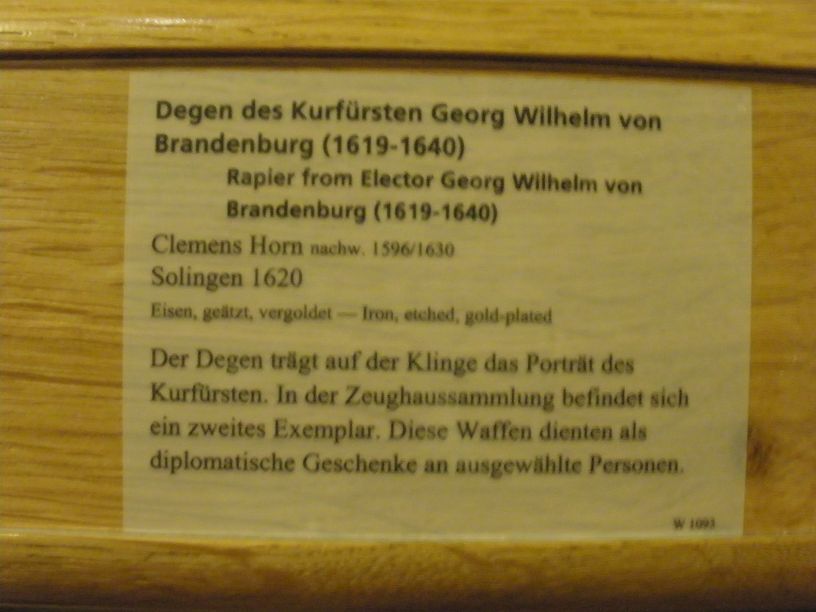 Degen des Kurfürsten Georg Wilhelm von
Brandenburg (1619-1640)
Rapier from Elector Georg Wilhelm von
Brandenburg (1619-1640)
Clemens Horn nachw. 1596/1630
Solingen 1620
Eisen, geätzt, vergoldet — Iron, etched, gold-plated
Der Degen trägt auf der Klinge das Porträt des
Kurfürsten. In der Zeughaussammlung befindet sich
ein zweites Exemplar. Diese Waffen dienten als
diplomatische Geschenke an ausgewählte Personen.
W 1093